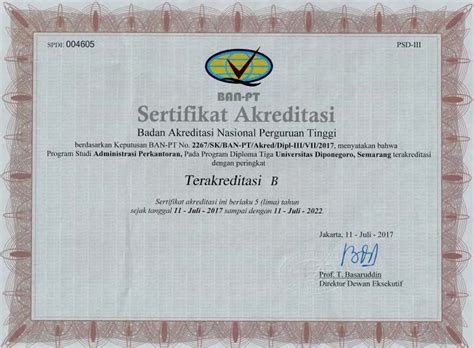 SPDI: 004605
PSD-III
BAN-PT
Sertifikat Akreditasi
Badan Akreditasi Nasional Perguruan Tinggi
berdasarkan Keputusan BAN-PT No. 2267/SK/BAN-PT/Akred/Dipl-III/VII/2017, menyatakan bahwa
Program Studi Administrasi Perkantoran, Pada Program Diploma Tiga Universitas Diponegoro, Semarang terakreditasi
dengan peringkat
Terakreditasi B
Sertifikat akreditasi ini berlaku 5 (lima) tahun
sejak tanggal 11 - Juli - 2017 sampai dengan 11 - Juli - 2022.
Jakarta, 11 - Juli - 2017
Prof. T. Basaruddin
Direktur Dewan Eksekutif